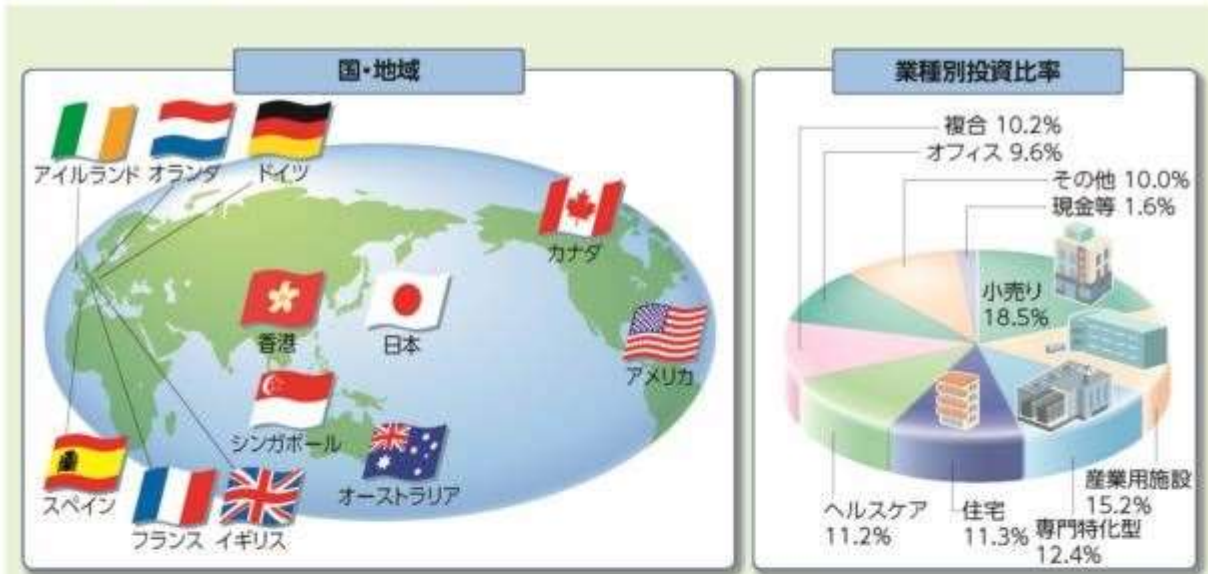 国・地域
アイルランド
オランダ
ドイツ
カナダ
香港
日本
アメリカ
シンガポール
オーストラリア
スペイン
フランス
イギリス
業種別投資比率
複合 10.2%
オフィス 9.6%
その他 10.0%
現金等 1.6%
小売り
18.5%
産業用施設
15.2%
専門特化型
12.4%
住宅
11.3%
ヘルスケア
11.2%